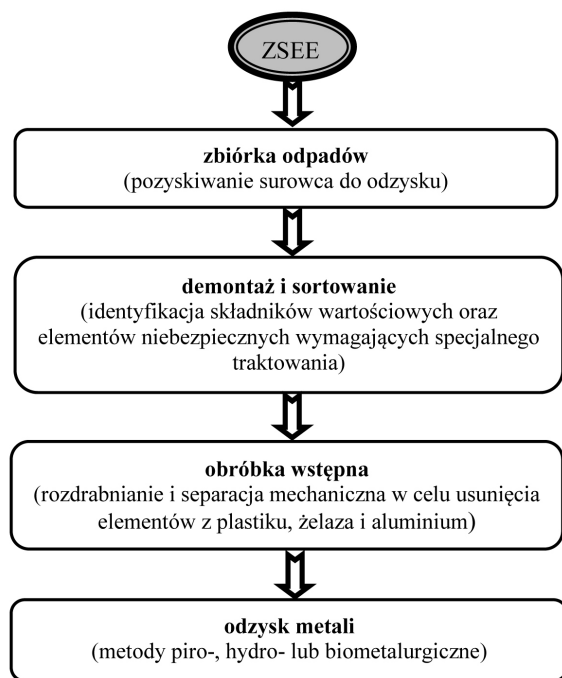 ZSEE
zbiórka odpadów
(pozyskiwanie surowca do odzysku)
demontaż i sortowanie
(identyfikacja składników wartościowych oraz
elementów niebezpiecznych wymagających specjalnego
traktowania)
obróbka wstępna
(rozdrabnianie i separacja mechaniczna w celu usunięcia
elementów z plastiku, żelaza i aluminium)
odzysk metali
(metody piro-, hydro- lub biometalurgiczne)